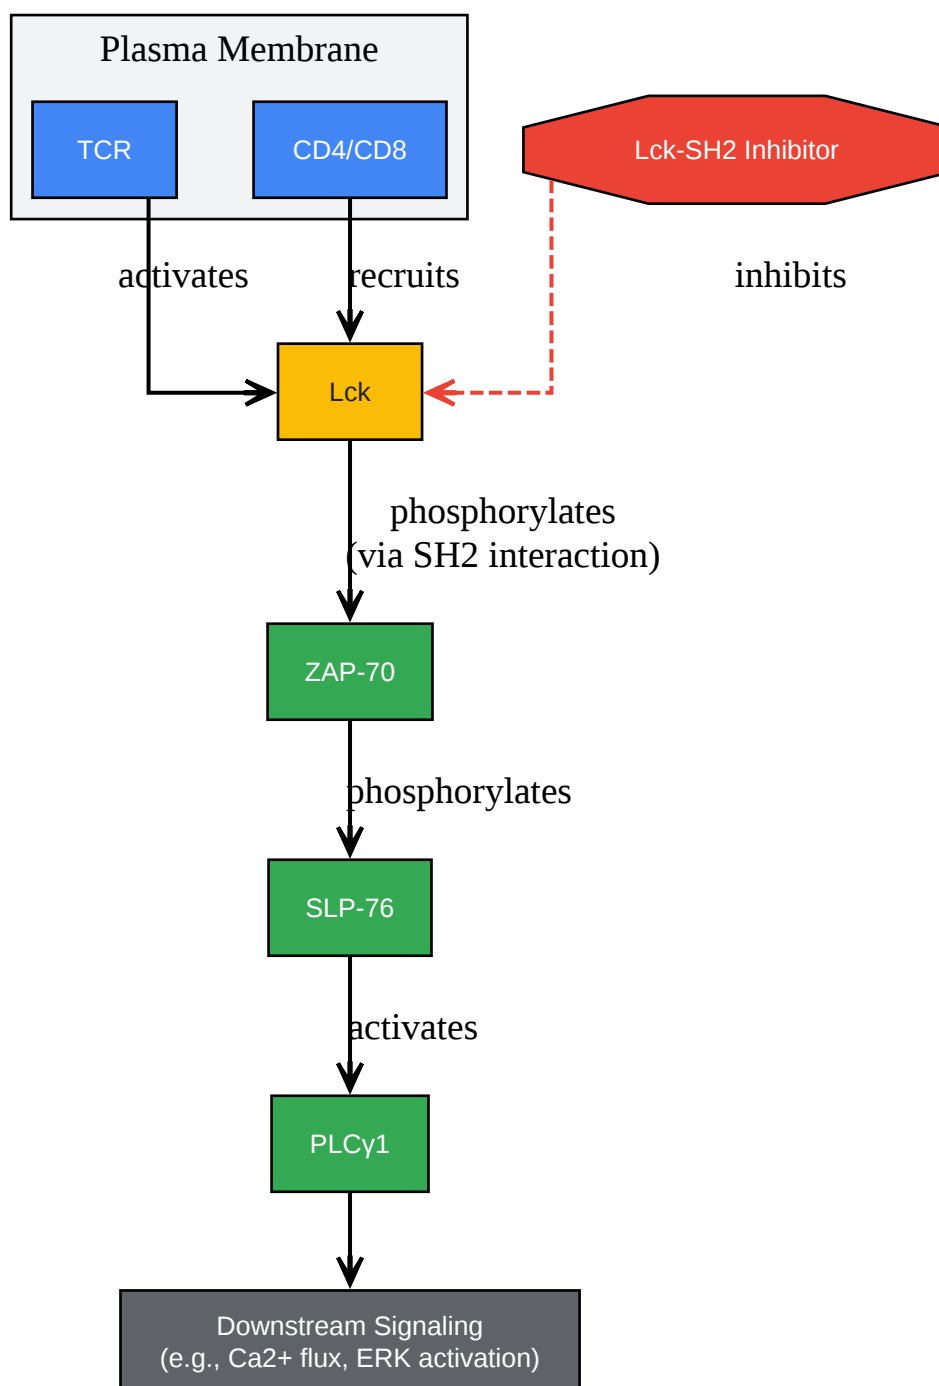 Plasma Membrane
TCR
CD4/CD8
Lck-SH2 Inhibitor
activates
recruits
inhibits
Lck
phosphorylates
(via SH2 interaction)
ZAP-70
phosphorylates
SLP-76
activates
PLCγ1
Downstream Signaling
(e.g., Ca2+ flux, ERK activation)